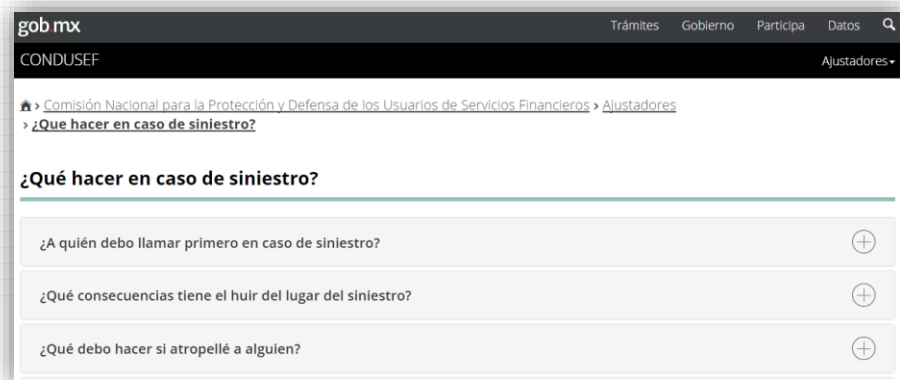 gob.mx Trámites Gobierno Participa Datos
CONDUSEF Ajustadores
> Comisión Nacional para la Protección y Defensa de los Usuarios de Servicios Financieros > Ajustadores
> ¿Que hacer en caso de siniestro?
¿Qué hacer en caso de siniestro?
¿A quién debo llamar primero en caso de siniestro?
¿Qué consecuencias tiene el huir del lugar del siniestro?
¿Qué debo hacer si atropellé a alguien?